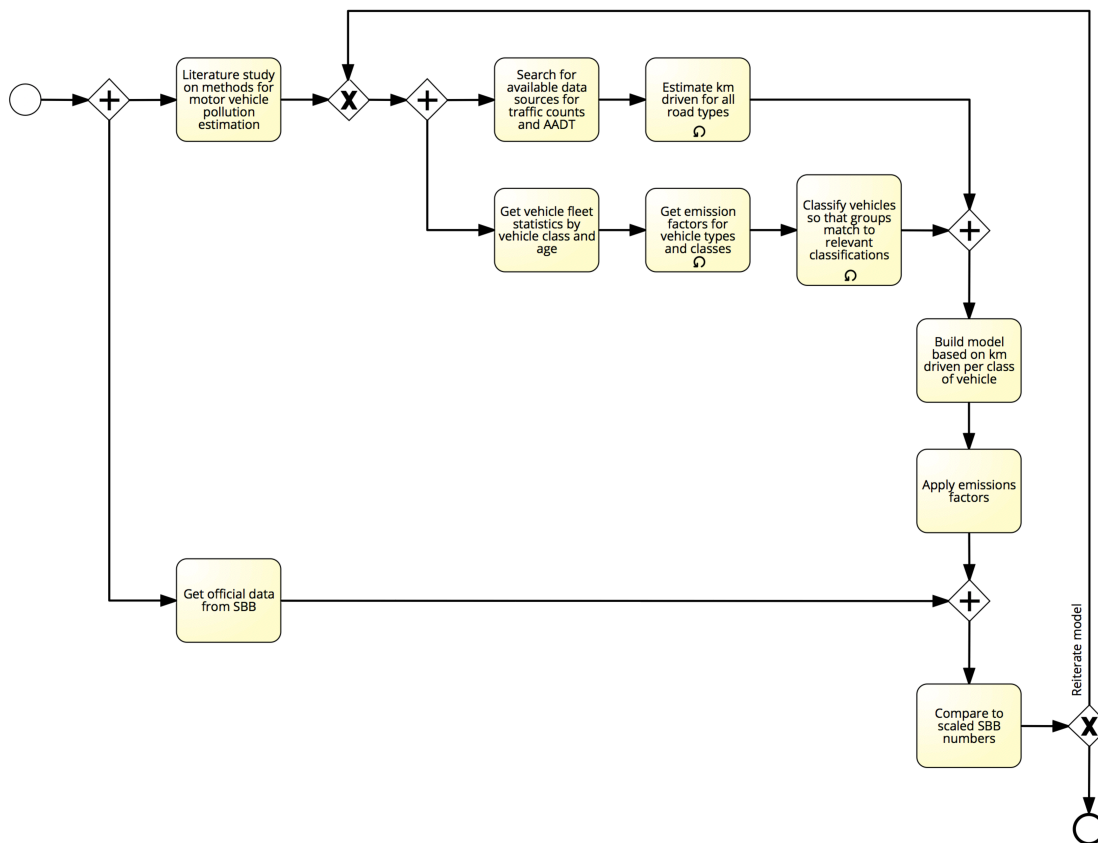 Literature study
on methods for
motor vehicle
pollution
estimation
Search for
available data
sources for
traffic counts
and AADT
Estimate km
driven for all
road types
Get vehicle fleet
statistics by
vehicle class and
age
Get emission
factors for
vehicle types
and classes
Classify vehicles
so that groups
match to
relevant
classifications
Build model
based on km
driven per class
of vehicle
Apply emissions
factors
Get official data
from SBB
Reiterate model
Compare to
scaled SBB
numbers